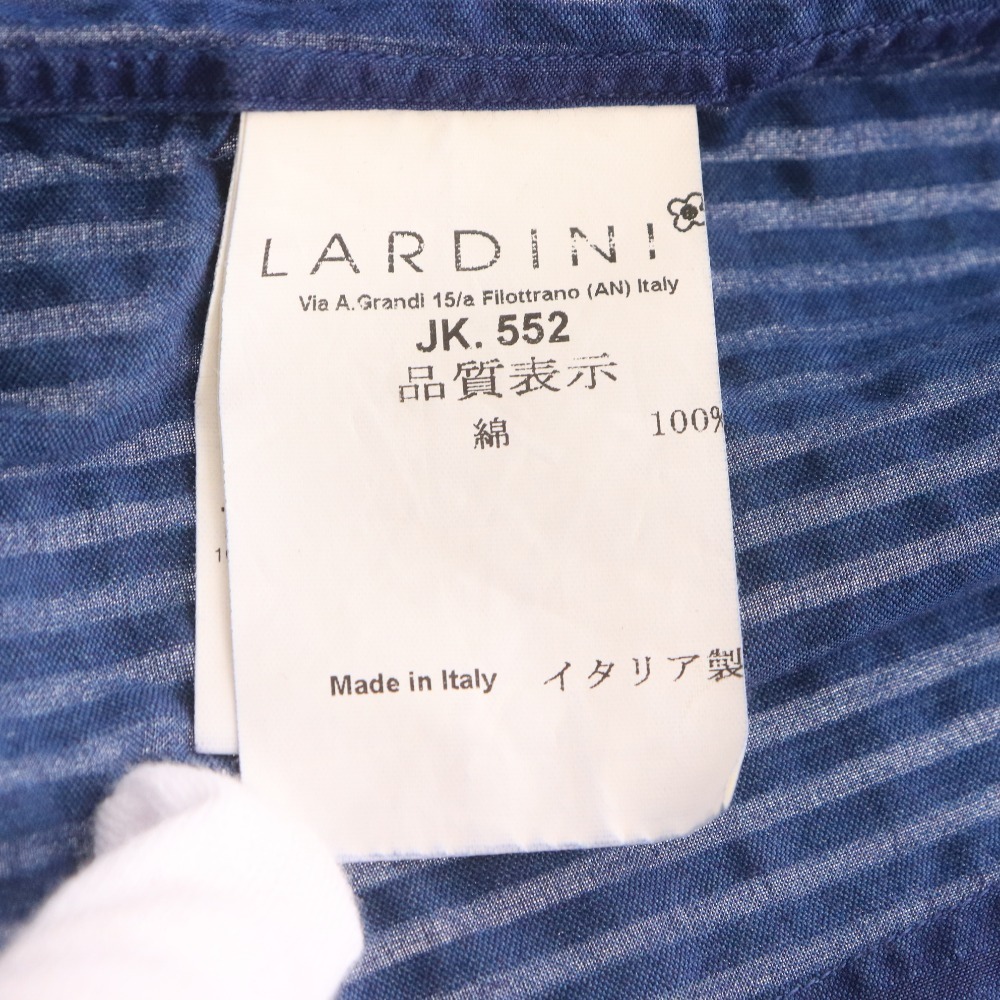 LARDINI
Via A.Grandi 15/a Filottrano (AN) Italy
JK. 552
品質表示
綿 100%
Made in Italy イタリア製